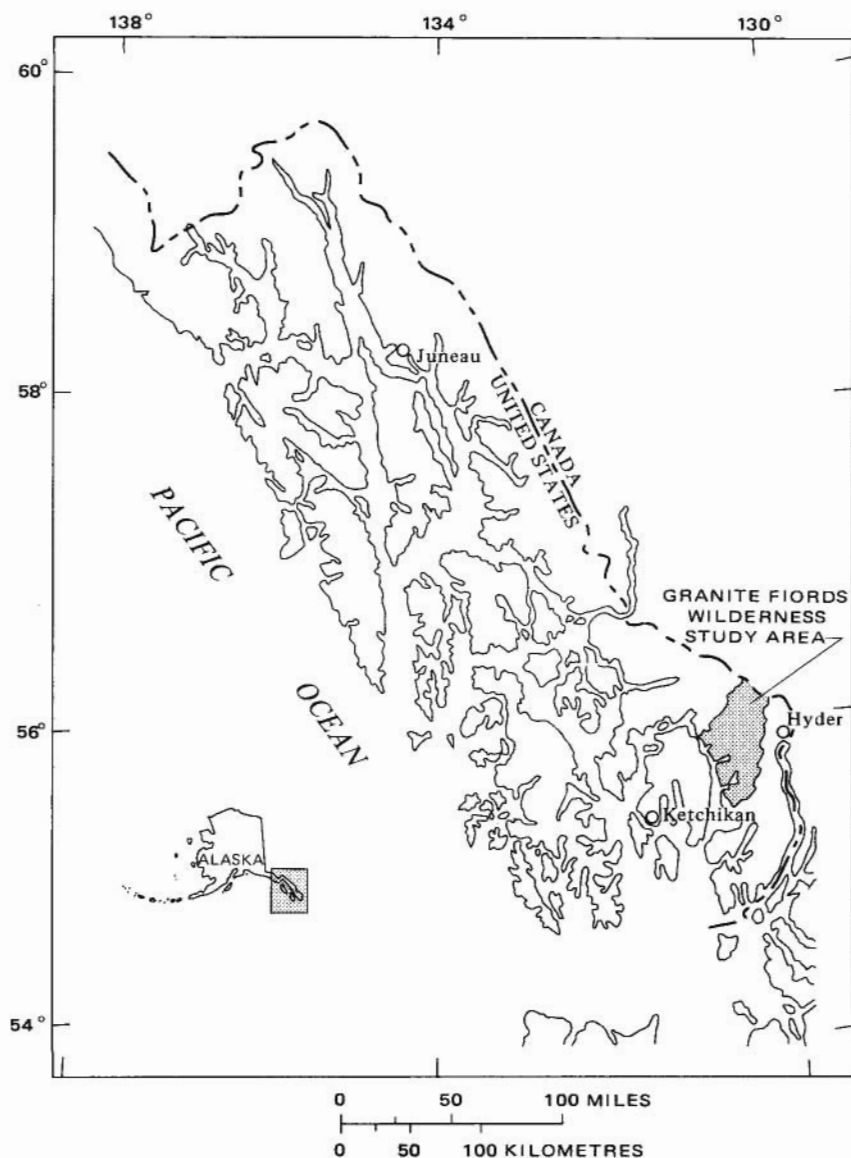 138°
134°
130°
60°
58°
56°
54°
Juneau
CANADA
UNITED STATES
PACIFIC
OCEAN
GRANITE FIORDS
WILDERNESS
STUDY AREA
Hyder
Ketchikan
ALASKA
0 50 100 MILES
0 50 100 KILOMETRES